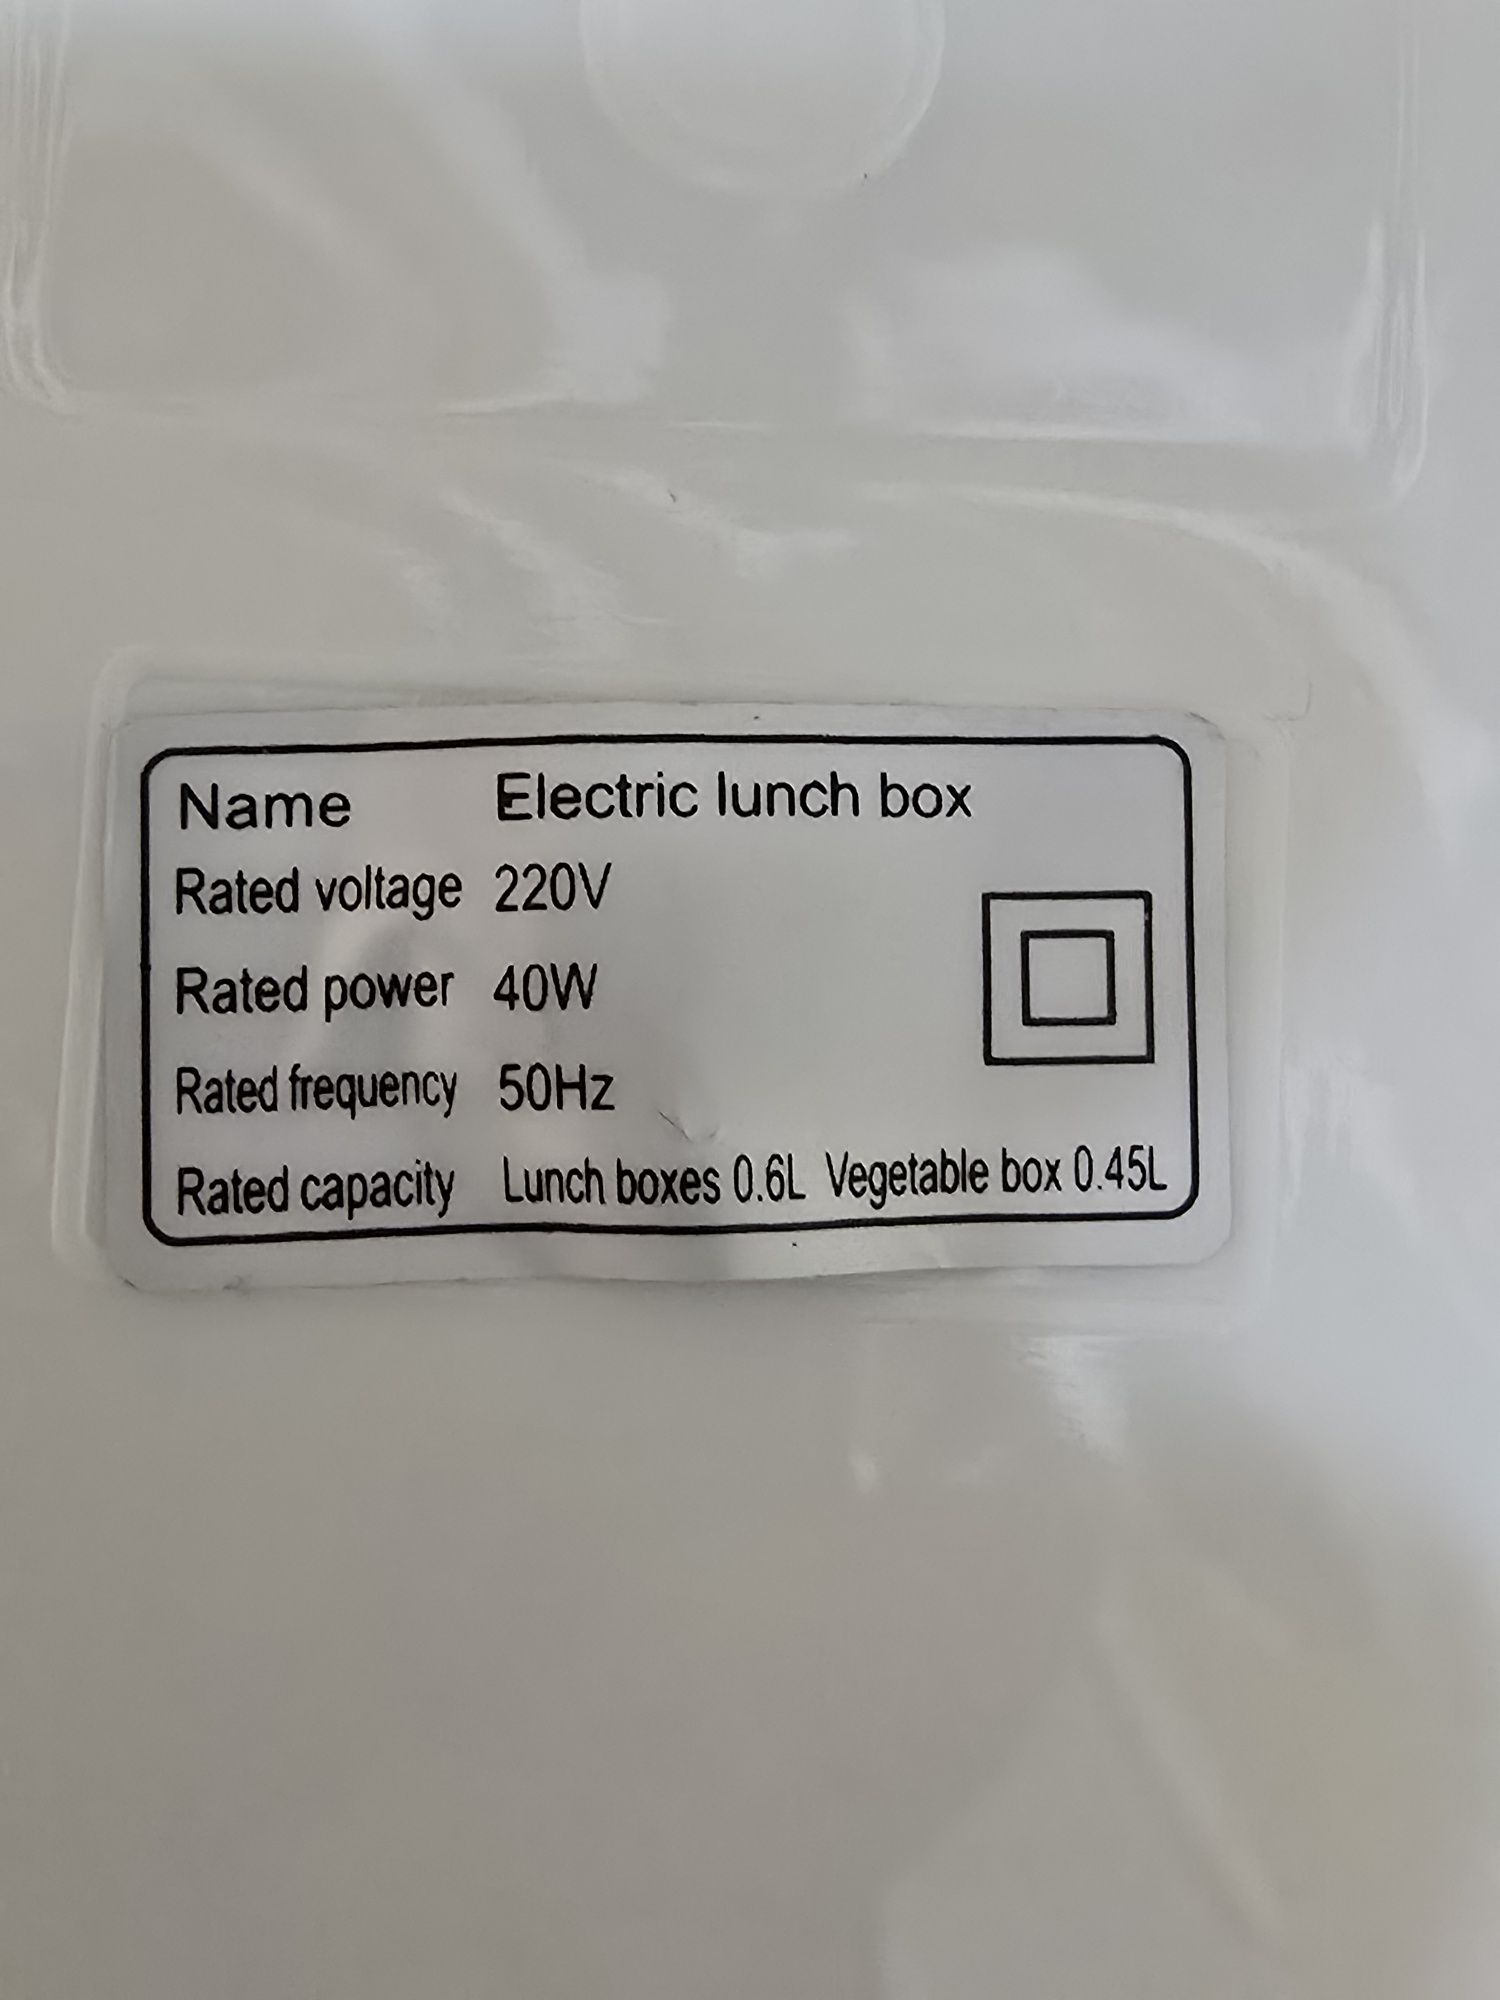 Name Electric lunch box
Rated voltage 220V
Rated power 40W
Rated frequency 50Hz
Rated capacity Lunch boxes 0.6L Vegetable box 0.45L